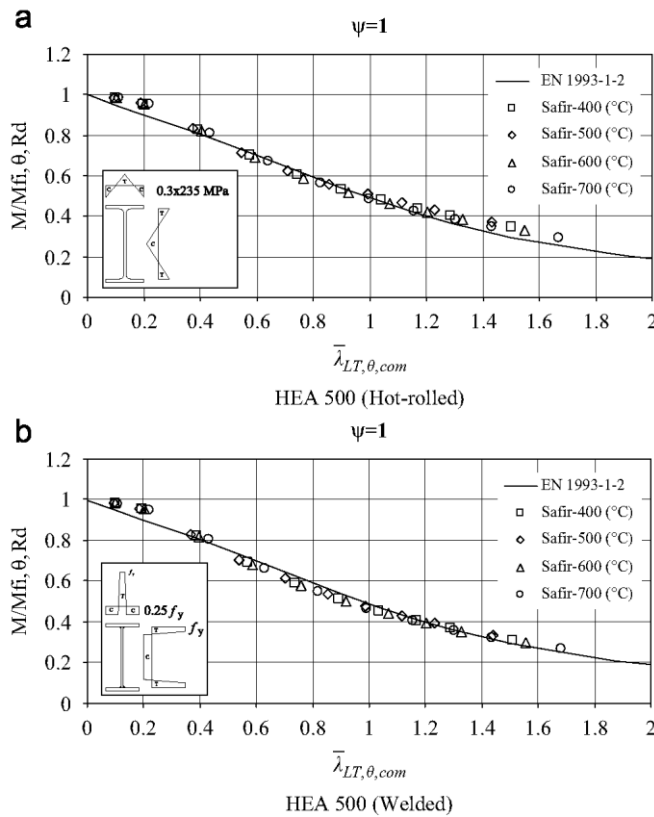 a
ψ=1
1.2
1
0.8
0.6
0.4
0.2
0
M/Mfi,θ,Rd
EN 1993-1-2
Safir-400 (°C)
Safir-500 (°C)
Safir-600 (°C)
Safir-700 (°C)
T
C C
0.3x235 MPa
T
C
T
0 0.2 0.4 0.6 0.8 1 1.2 1.4 1.6 1.8 2
λ̅LT,θ,com
HEA 500 (Hot-rolled)
b
ψ=1
1.2
1
0.8
0.6
0.4
0.2
0
M/Mfi,θ,Rd
EN 1993-1-2
Safir-400 (°C)
Safir-500 (°C)
Safir-600 (°C)
Safir-700 (°C)
fy
T
C C
0.25 fy
T
fy
C
T
0 0.2 0.4 0.6 0.8 1 1.2 1.4 1.6 1.8 2
λ̅LT,θ,com
HEA 500 (Welded)